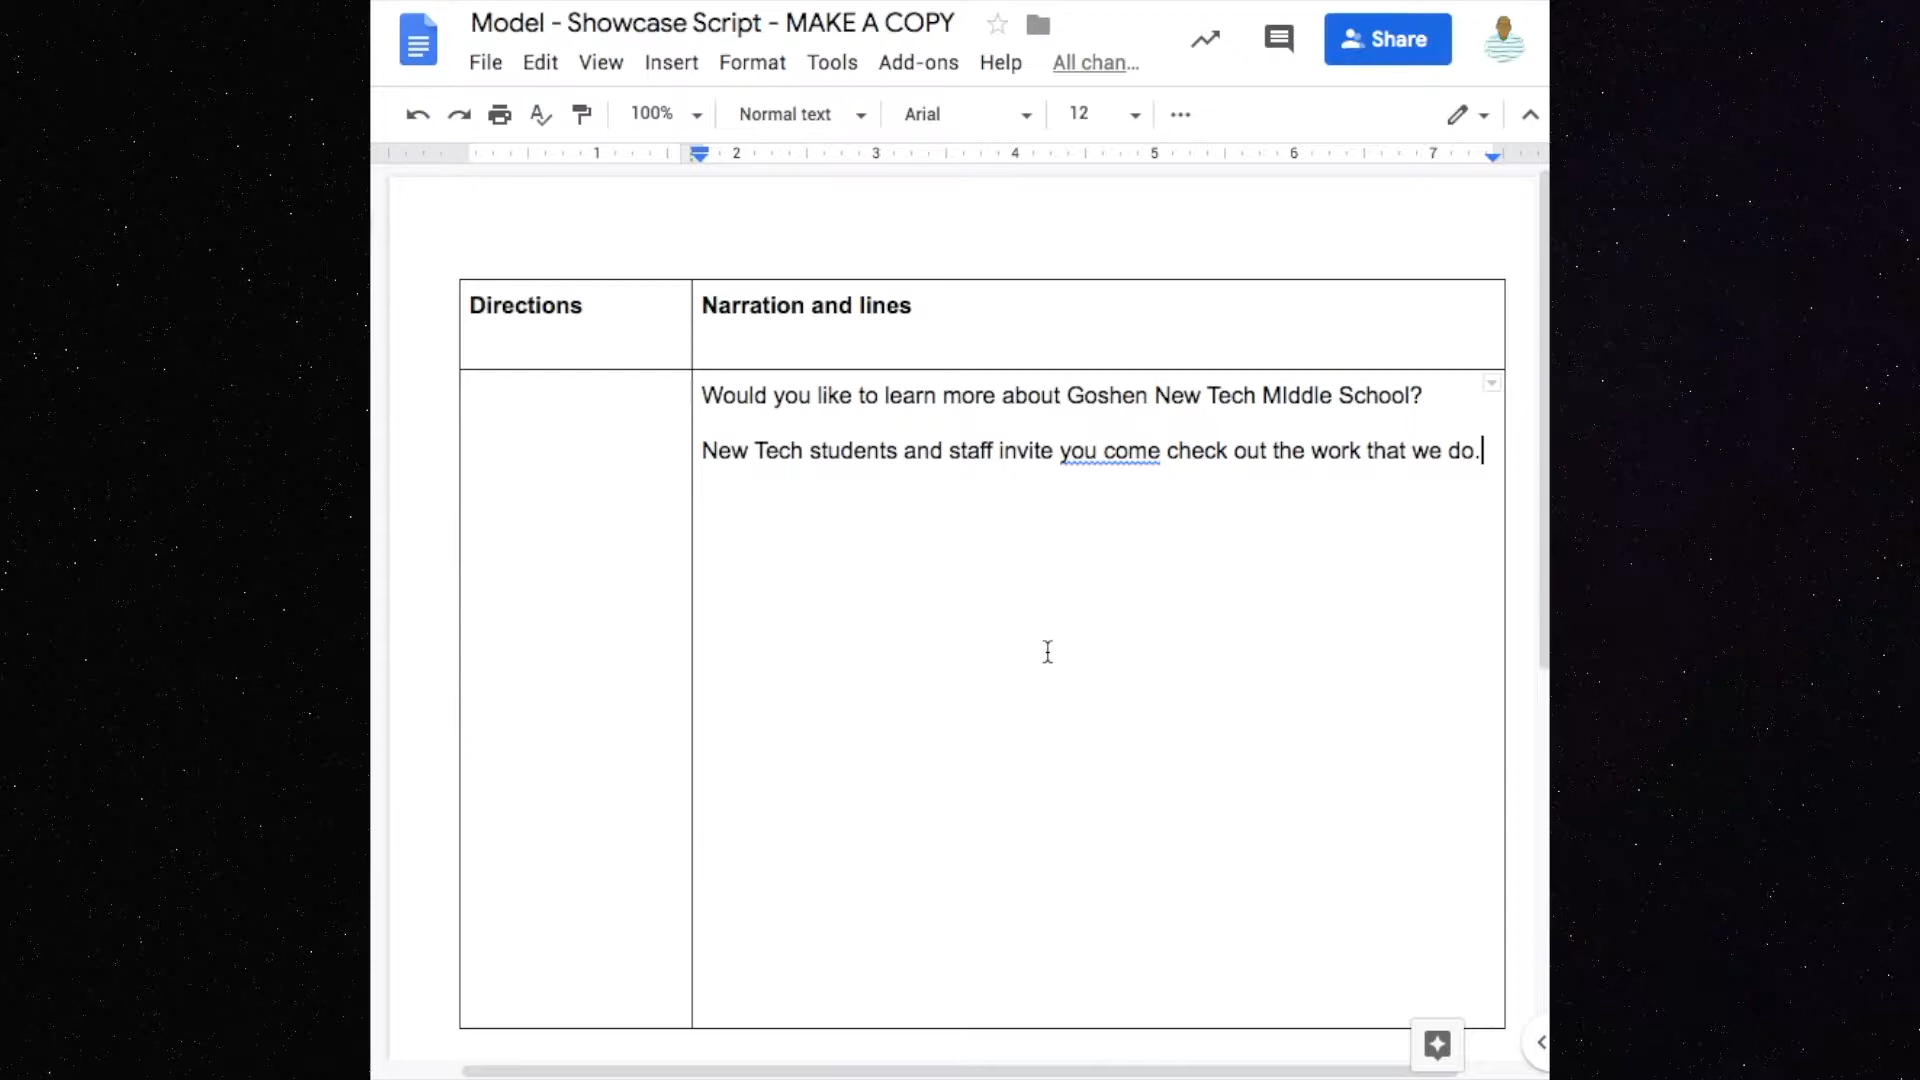 Model - Showcase Script - MAKE A COPY
File Edit View Insert Format Tools Add-ons Help All chan...
Share
100% Normal text Arial 12
1 2 3 4 5 6 7
Directions
Narration and lines
Would you like to learn more about Goshen New Tech MIddle School?
New Tech students and staff invite you come check out the work that we do.